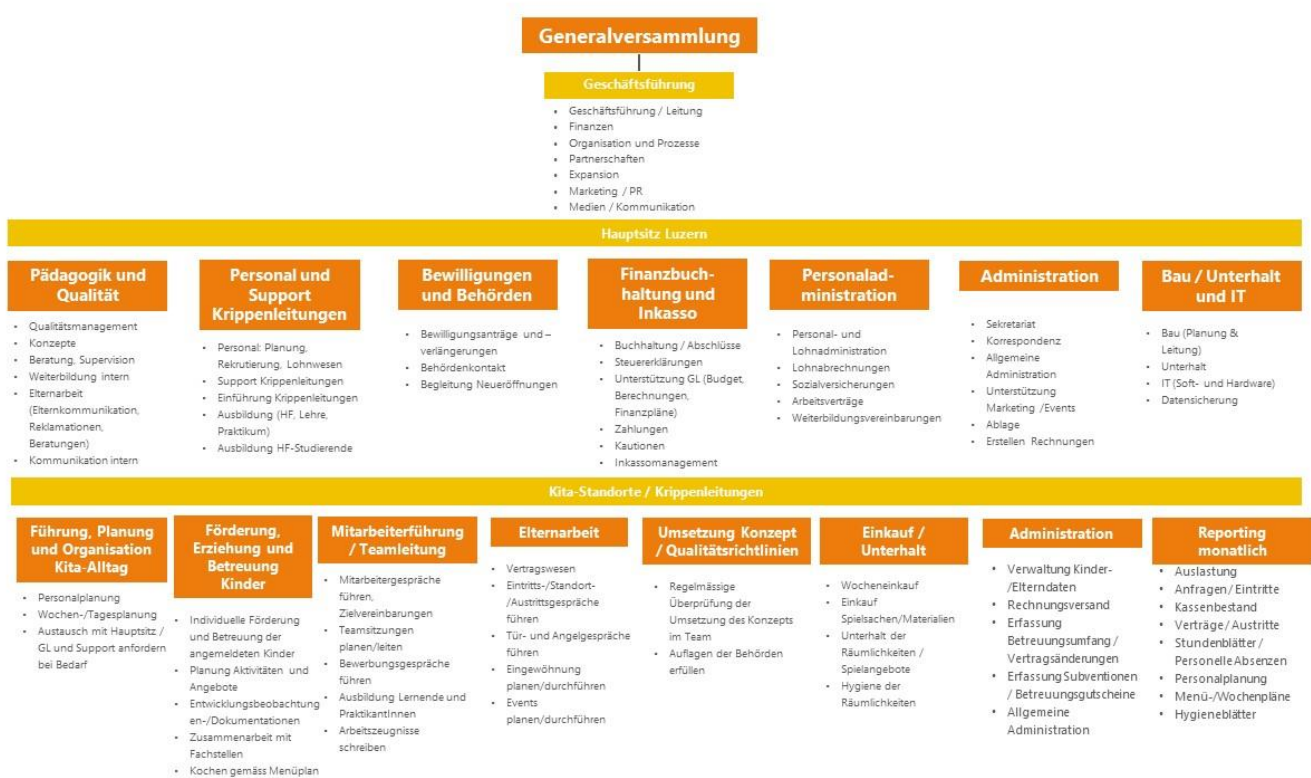 Generalversammlung
Geschäftsführung
• Geschäftsführung / Leitung
• Finanzen
• Organisation und Prozesse
• Partnerschaften
• Expansion
• Marketing / PR
• Medien / Kommunikation
Hauptsitz Luzern
Pädagogik und
Qualität
• Qualitätsmanagement
• Konzepte
• Beratung, Supervision
• Weiterbildung intern
• Elternarbeit
(Elternkommunikation,
Reklamationen,
Beratungen)
• Kommunikation intern
Personal und
Support
Krippenleitungen
• Personal: Planung,
Rekrutierung, Lohnwesen
• Support Krippenleitungen
• Einführung Krippenleitungen
• Ausbildung (HF, Lehre,
Praktikum)
• Ausbildung HF-Studierende
Bewilligungen
und Behörden
• Bewilligungsanträge und –
verlängerungen
• Behördenkontakt
• Begleitung Neueröffnungen
Finanzbuch-
haltung und
Inkasso
• Buchhaltung / Abschlüsse
• Steuererklärungen
• Unterstützung GL (Budget,
Berechnungen,
Finanzpläne)
• Zahlungen
• Kautionen
• Inkassomanagement
Personalad-
ministration
• Personal- und
Lohnadministration
• Lohnabrechnungen
• Sozialversicherungen
• Arbeitsverträge
• Weiterbildungsvereinbarungen
Administration
• Sekretariat
• Korrespondenz
• Allgemeine
Administration
• Unterstützung
Marketing /Events
• Ablage
• Erstellen Rechnungen
Bau / Unterhalt
und IT
• Bau (Planung &
Leitung)
• Unterhalt
• IT (Soft- und Hardware)
• Datensicherung
Kita-Standorte / Krippenleitungen
Führung, Planung
und Organisation
Kita-Alltag
• Personalplanung
• Wochen-/Tagesplanung
• Austausch mit Hauptsitz /
GL und Support anfordern
bei Bedarf
Förderung,
Erziehung und
Betreuung
Kinder
• Individuelle Förderung
und Betreuung der
angemeldeten Kinder
• Planung Aktivitäten und
Angebote
• Entwicklungsbeobachtung
en-/Dokumentationen
• Zusammenarbeit mit
Fachstellen
• Kochen gemäss Menüplan
Mitarbeiterführung
/ Teamleitung
• Mitarbeitergespräche
führen,
Zielvereinbarungen
• Teamsitzungen
planen/leiten
• Bewerbungsgespräche
führen
• Ausbildung Lernende und
PraktikantInnen
• Arbeitszeugnisse
schreiben
Elternarbeit
• Vertragswesen
• Eintritts-/Standort-
/Austrittsgespräche
führen
• Tür- und Angelgespräche
führen
• Eingewöhnung
planen/durchführen
• Events
planen/durchführen
Umsetzung Konzept
/ Qualitätsrichtlinien
• Regelmässige
Überprüfung der
Umsetzung des Konzepts
im Team
• Auflagen der Behörden
erfüllen
Einkauf /
Unterhalt
• Wocheneinkauf
• Einkauf
Spielsachen/Materialien
• Unterhalt der
Räumlichkeiten /
Spielangebote
• Hygiene der
Räumlichkeiten
Administration
• Verwaltung Kinder-
/Elterndaten
• Rechnungsversand
• Erfassung
Betreuungsumfang /
Vertragsänderungen
• Erfassung Subventionen
/ Betreuungsgutscheine
• Allgemeine
Administration
Reporting
monatlich
• Auslastung
• Anfragen/ Eintritte
• Kassenbestand
• Verträge/ Austritte
• Stundenblätter /
Personelle Absenzen
• Personalplanung
• Menü-/Wochenpläne
• Hygieneblätter